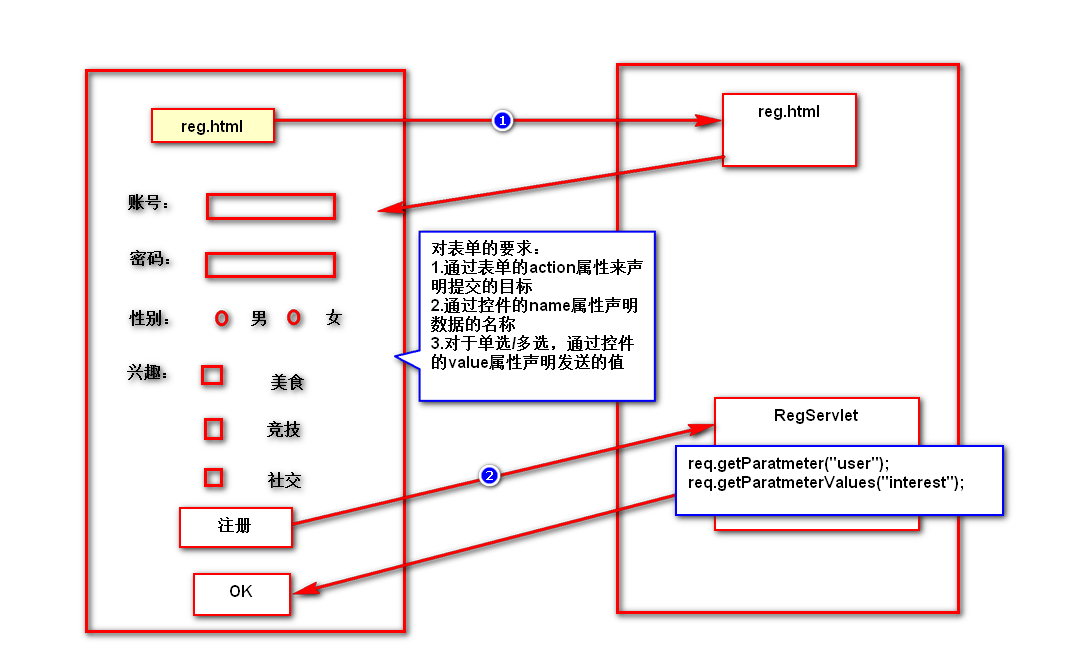 reg.html
1
reg.html
账号：
密码：
性别：
男
女
兴趣：
美食
竞技
社交
注册
OK
对表单的要求：
1.通过表单的action属性来声
明提交的目标
2.通过控件的name属性声明
数据的名称
3.对于单选/多选，通过控件
的value属性声明发送的值
2
RegServlet
req.getParatmeter("user");
req.getParatmeterValues("interest");